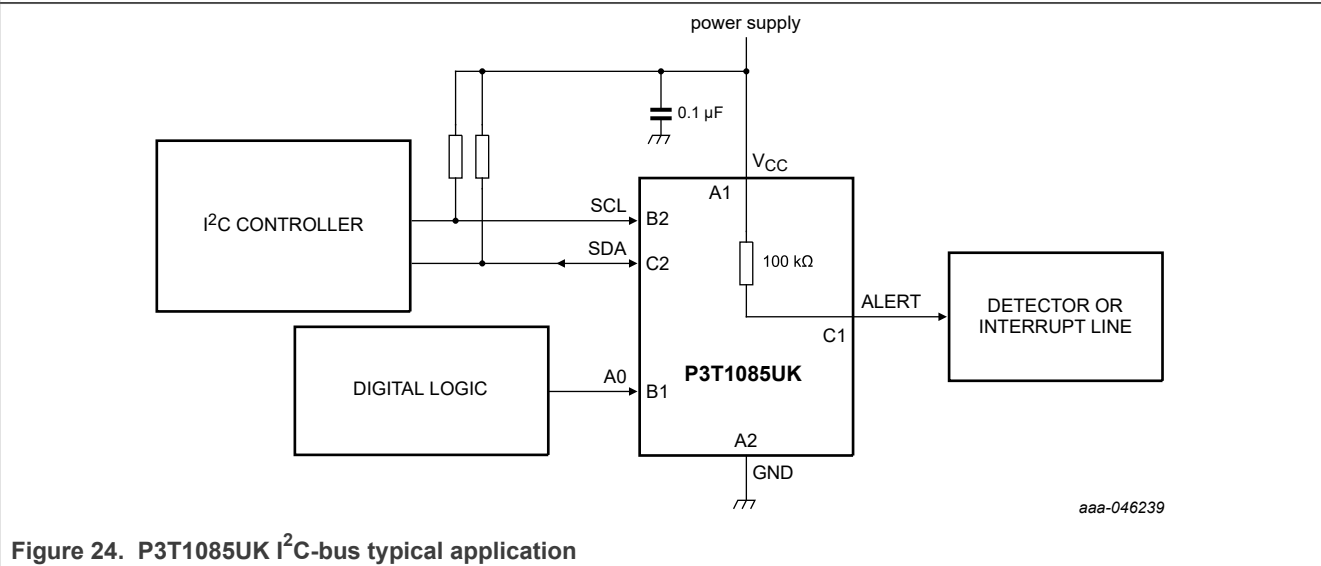 power supply
0.1 µF
VCC
A1
I2C CONTROLLER
SCL
B2
SDA
C2
100 kΩ
ALERT
C1
DETECTOR OR
INTERRUPT LINE
P3T1085UK
DIGITAL LOGIC
A0
B1
A2
GND
aaa-046239
Figure 24. P3T1085UK I2C-bus typical application